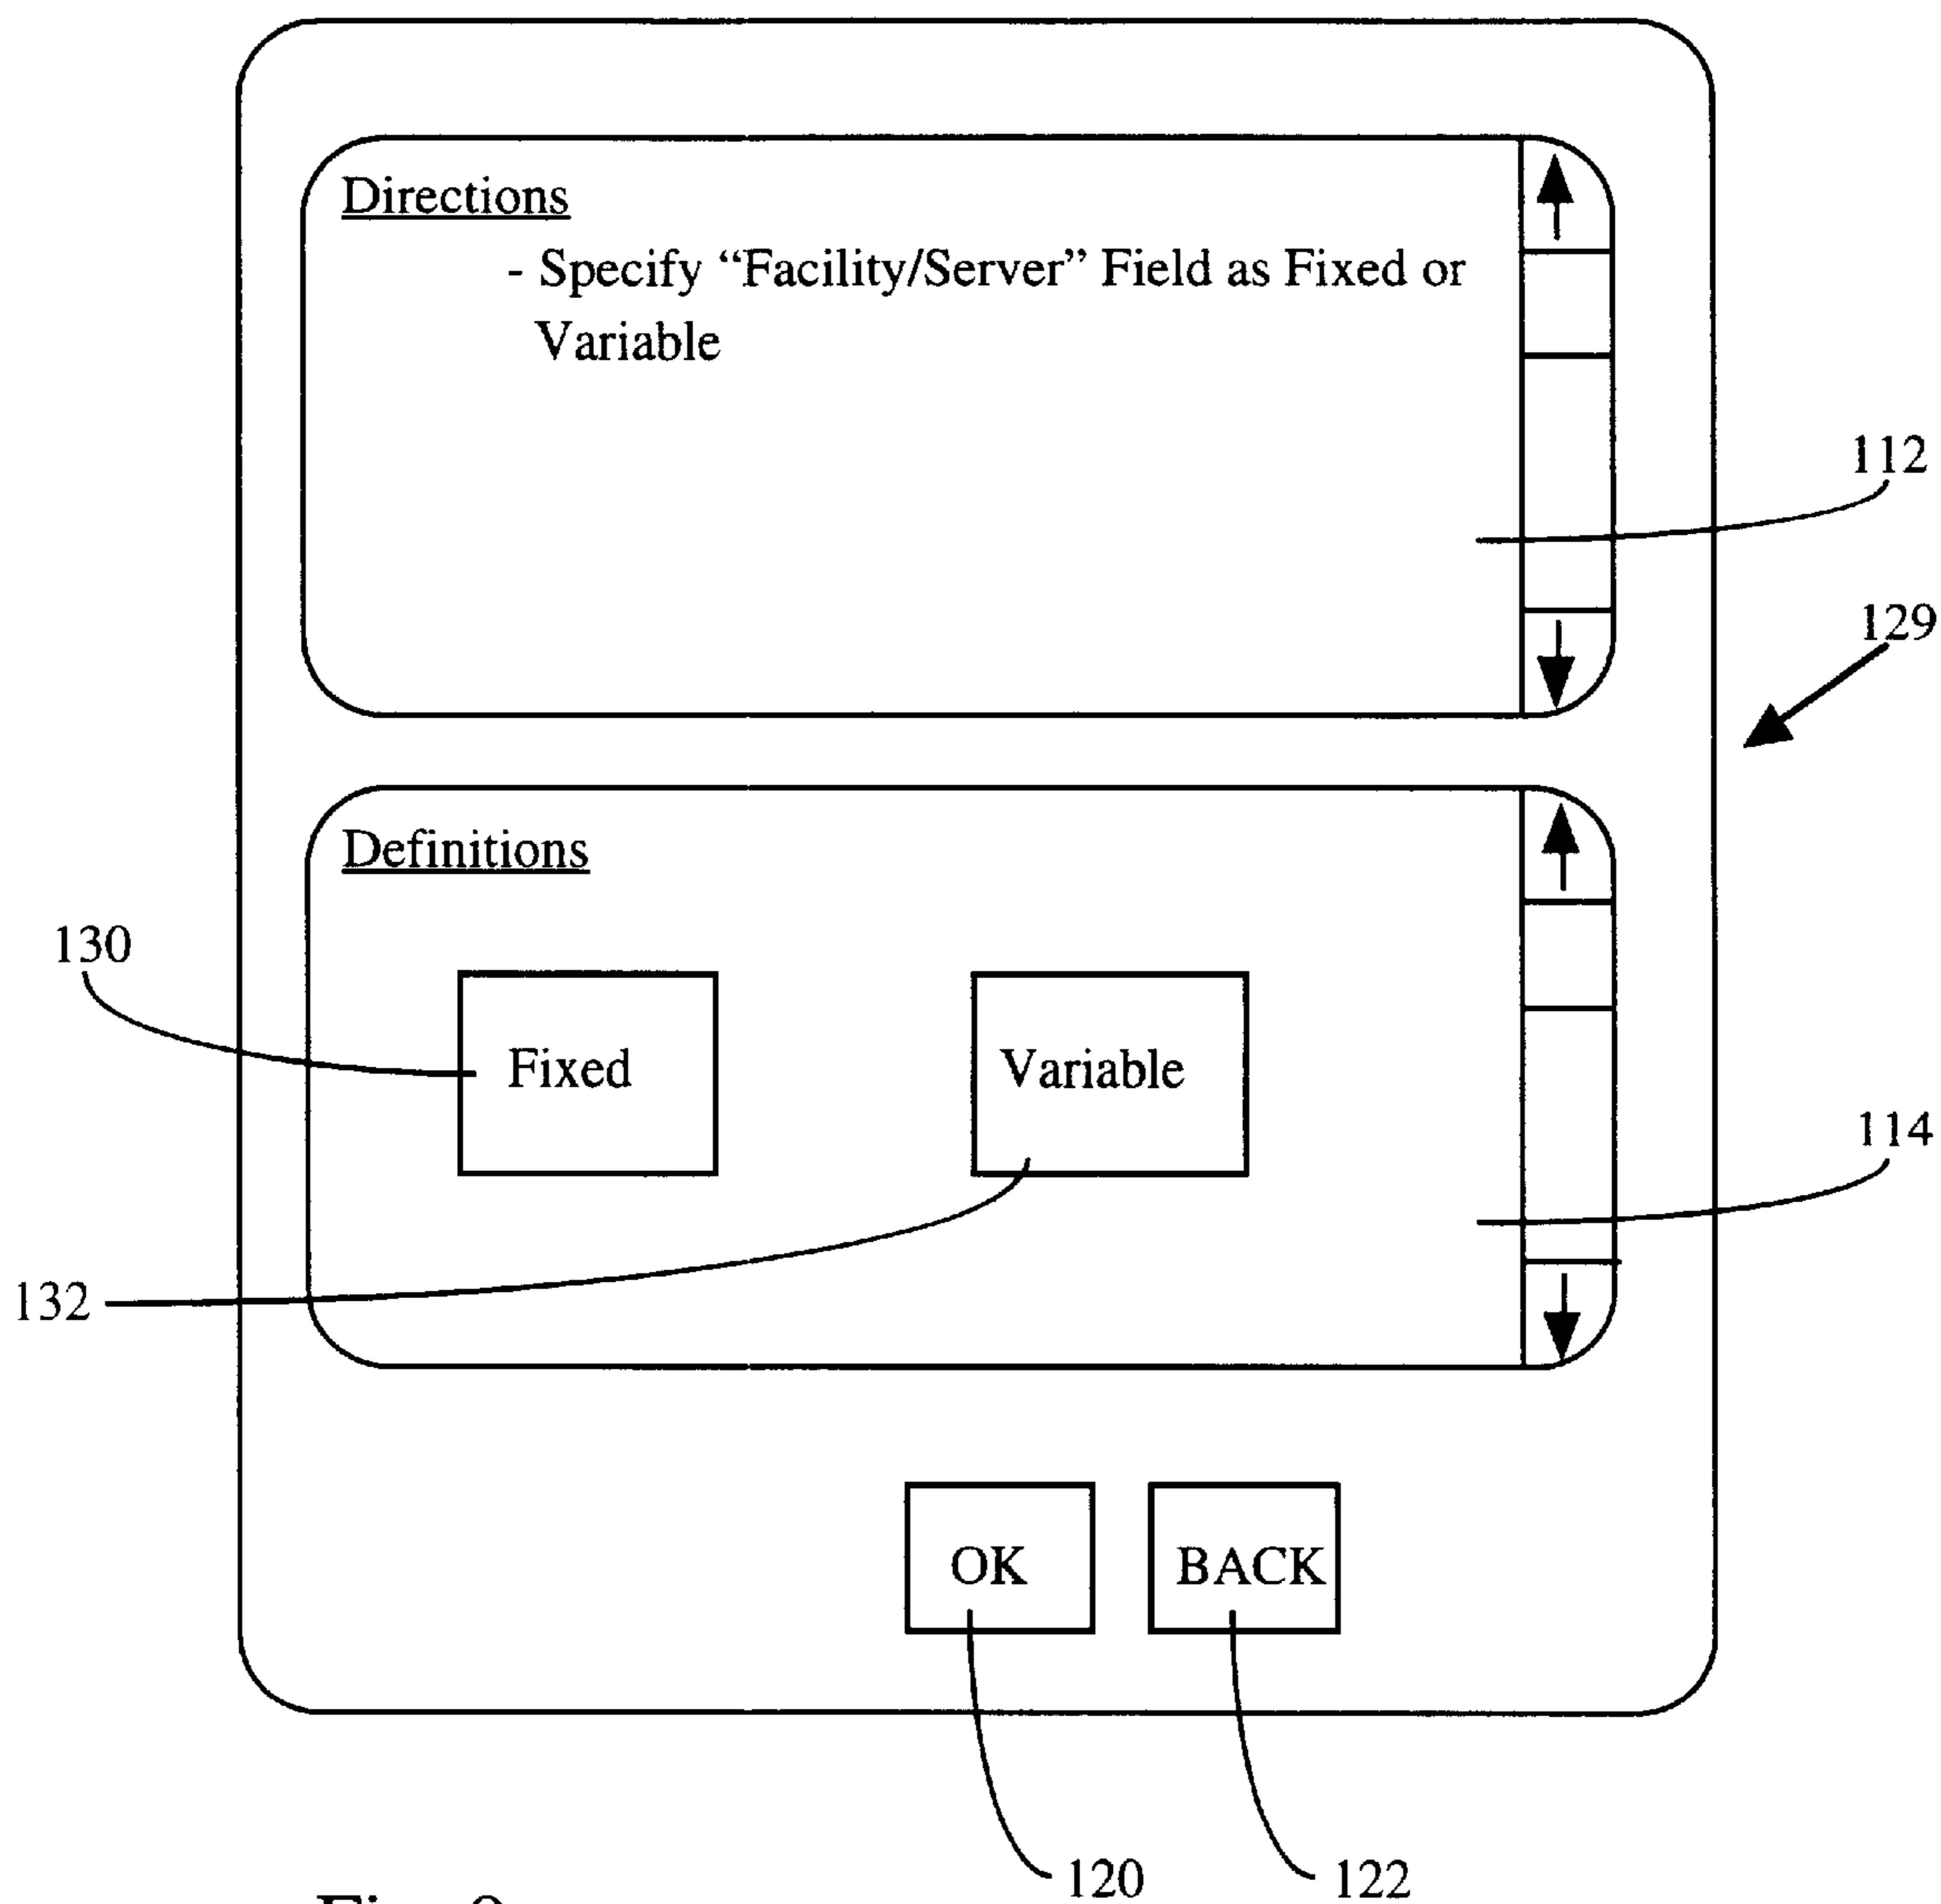 Directions
- Specify “Facility/Server” Field as Fixed or
Variable
112
129
Definitions
130
Fixed
Variable
114
132
OK
BACK
120
122